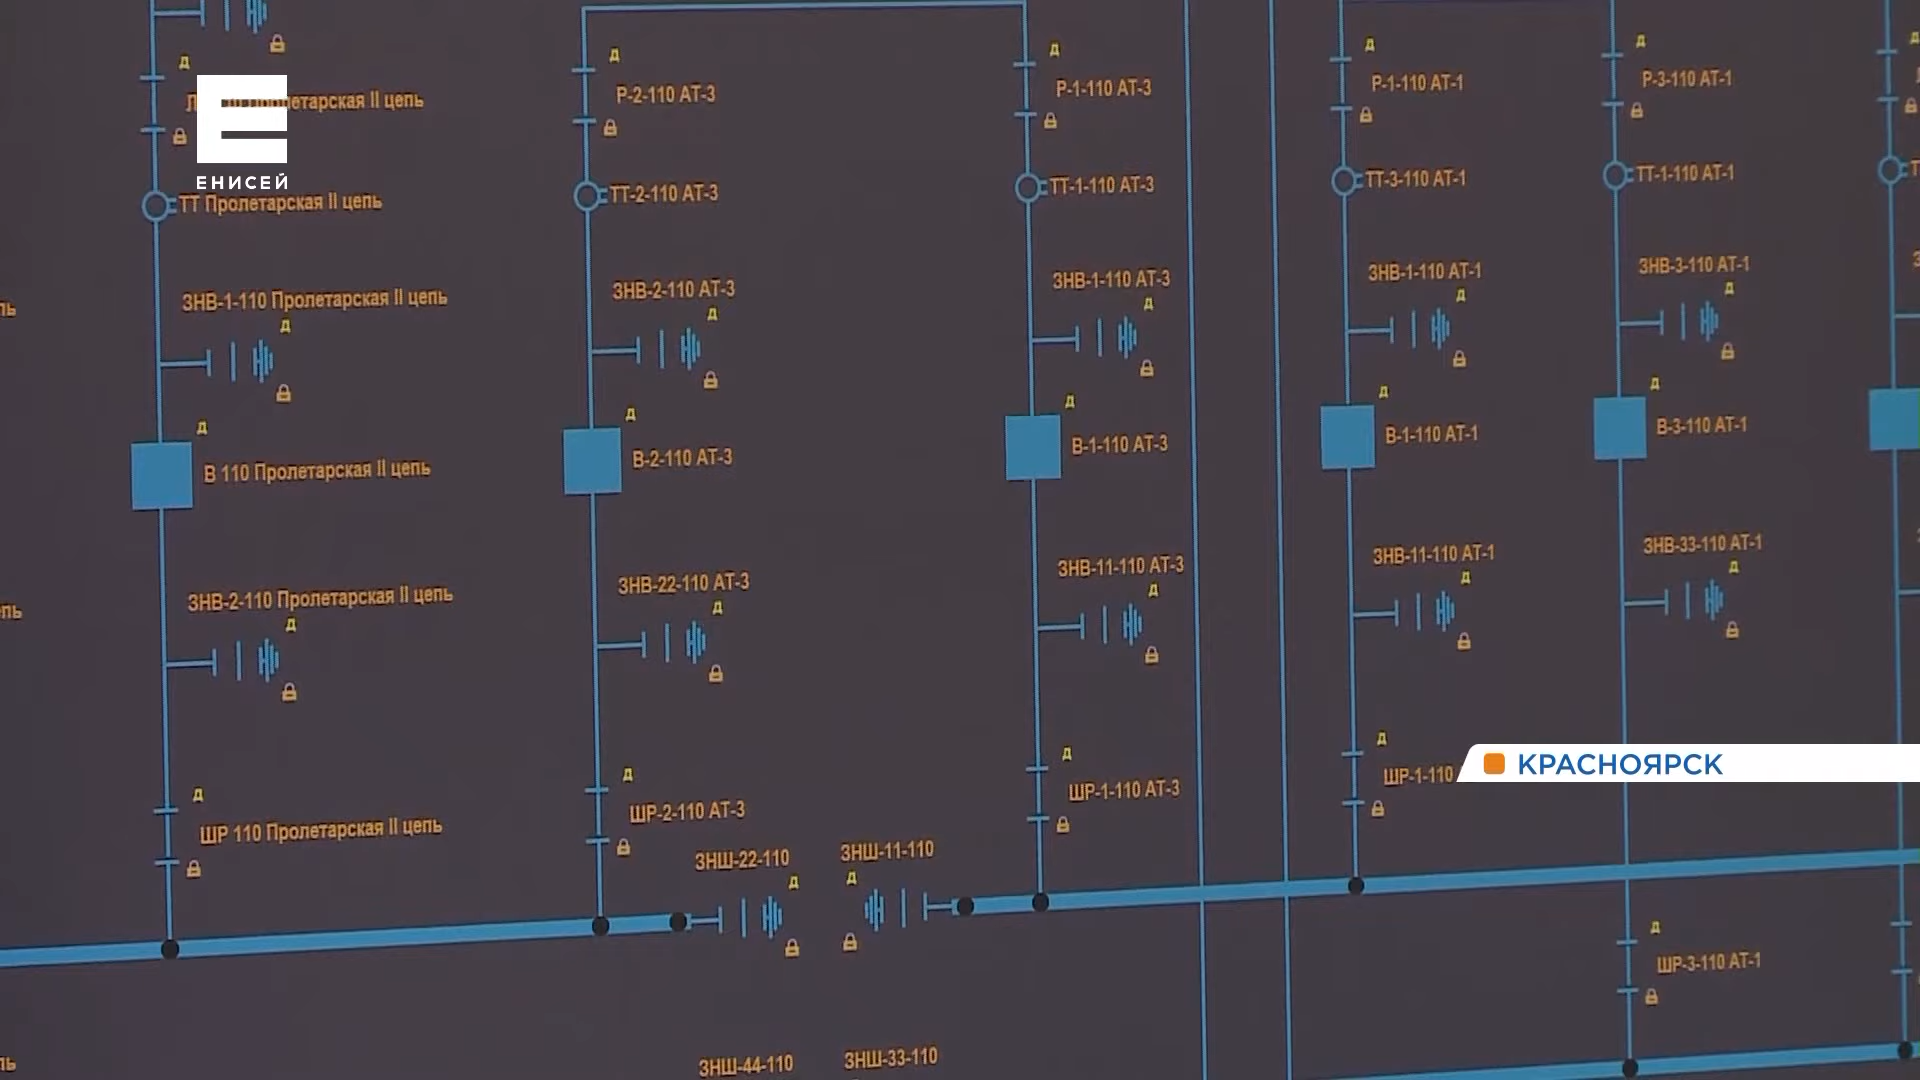 Д
Д
Д
Д
Д
Р-2-110 АТ-3
Р-1-110 АТ-3
Р-1-110 АТ-1
Р-3-110 АТ-1
пролетарская II цепь
ЕНИСЕЙ
ТТ Пролетарская II цепь
ТТ-2-110 АТ-3
ТТ-1-110 АТ-3
ТТ-3-110 АТ-1
ТТ-1-110 АТ-1
ЗНВ-1-110 Пролетарская II цепь
Д
ЗНВ-2-110 АТ-3
Д
ЗНВ-1-110 АТ-3
Д
ЗНВ-1-110 АТ-1
Д
ЗНВ-3-110 АТ-1
Д
Д
В 110 Пролетарская II цепь
Д
В-2-110 АТ-3
Д
В-1-110 АТ-3
Д
В-1-110 АТ-1
Д
В-3-110 АТ-1
ЗНВ-2-110 Пролетарская II цепь
Д
ЗНВ-22-110 АТ-3
Д
ЗНВ-11-110 АТ-3
Д
ЗНВ-11-110 АТ-1
Д
ЗНВ-33-110 АТ-1
Д
Д
ШР 110 Пролетарская II цепь
Д
ШР-2-110 АТ-3
Д
ШР-1-110 АТ-3
Д
ШР-1-110
КРАСНОЯРСК
ЗНШ-22-110
Д
ЗНШ-11-110
Д
Д
ШР-3-110 АТ-1
ЗНШ-44-110
ЗНШ-33-110